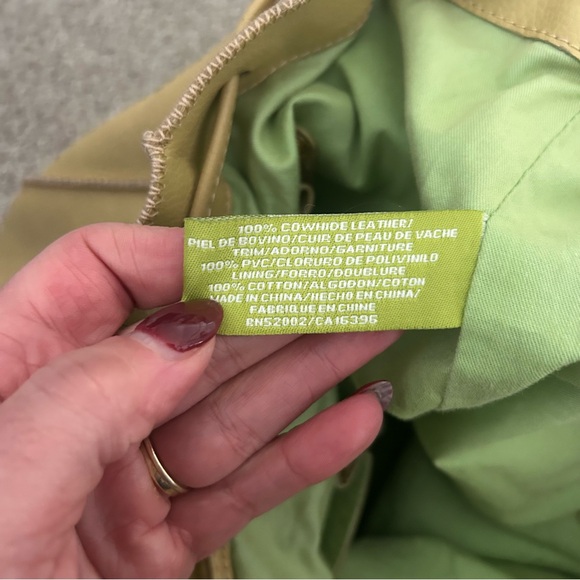 100% COWHIDE LEATHER/
PIEL DE BOVINO/CUIR DE PEAU DE VACHE
TRIM/ADORNO/GARNITURE
100% PVC/CLORURO DE POLIVINILO
LINING/FORRO/DOUBLURE
100% COTTON/ALGODON/COTON
MADE IN CHINA/HECHO EN CHINA/
FABRIQUE EN CHINE
RN52002/CA16396